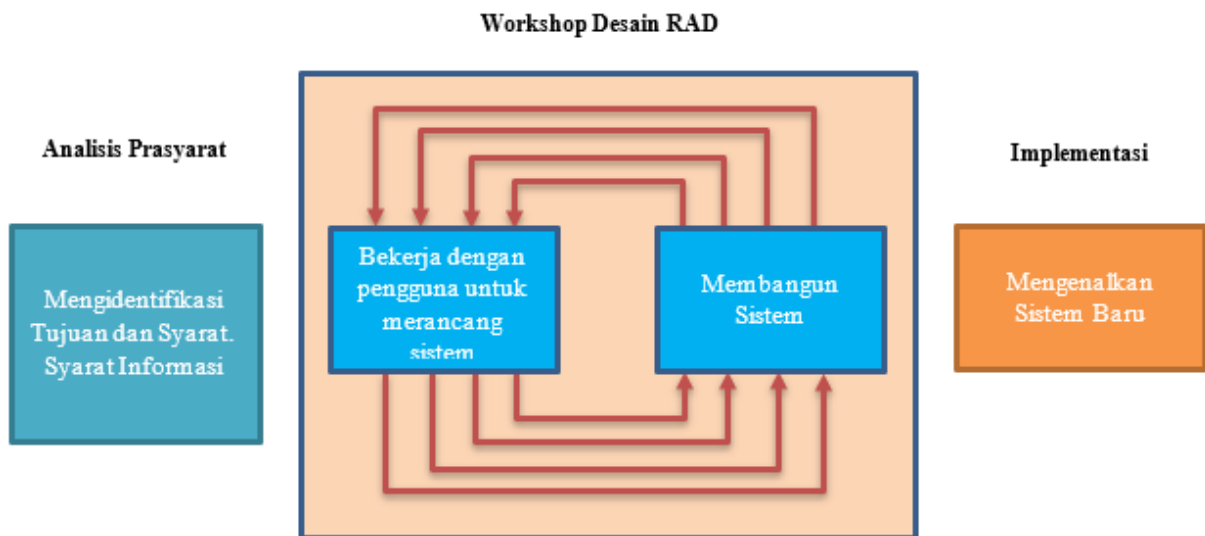 Workshop Desain RAD
Analisis Prasyarat
Mengidentifikasi
Tujuan dan Syarat.
Syarat Informasi
Bekerja dengan
pengguna untuk
merancang
sistem
Membangun
Sistem
Implementasi
Mengenalkan
Sistem Baru